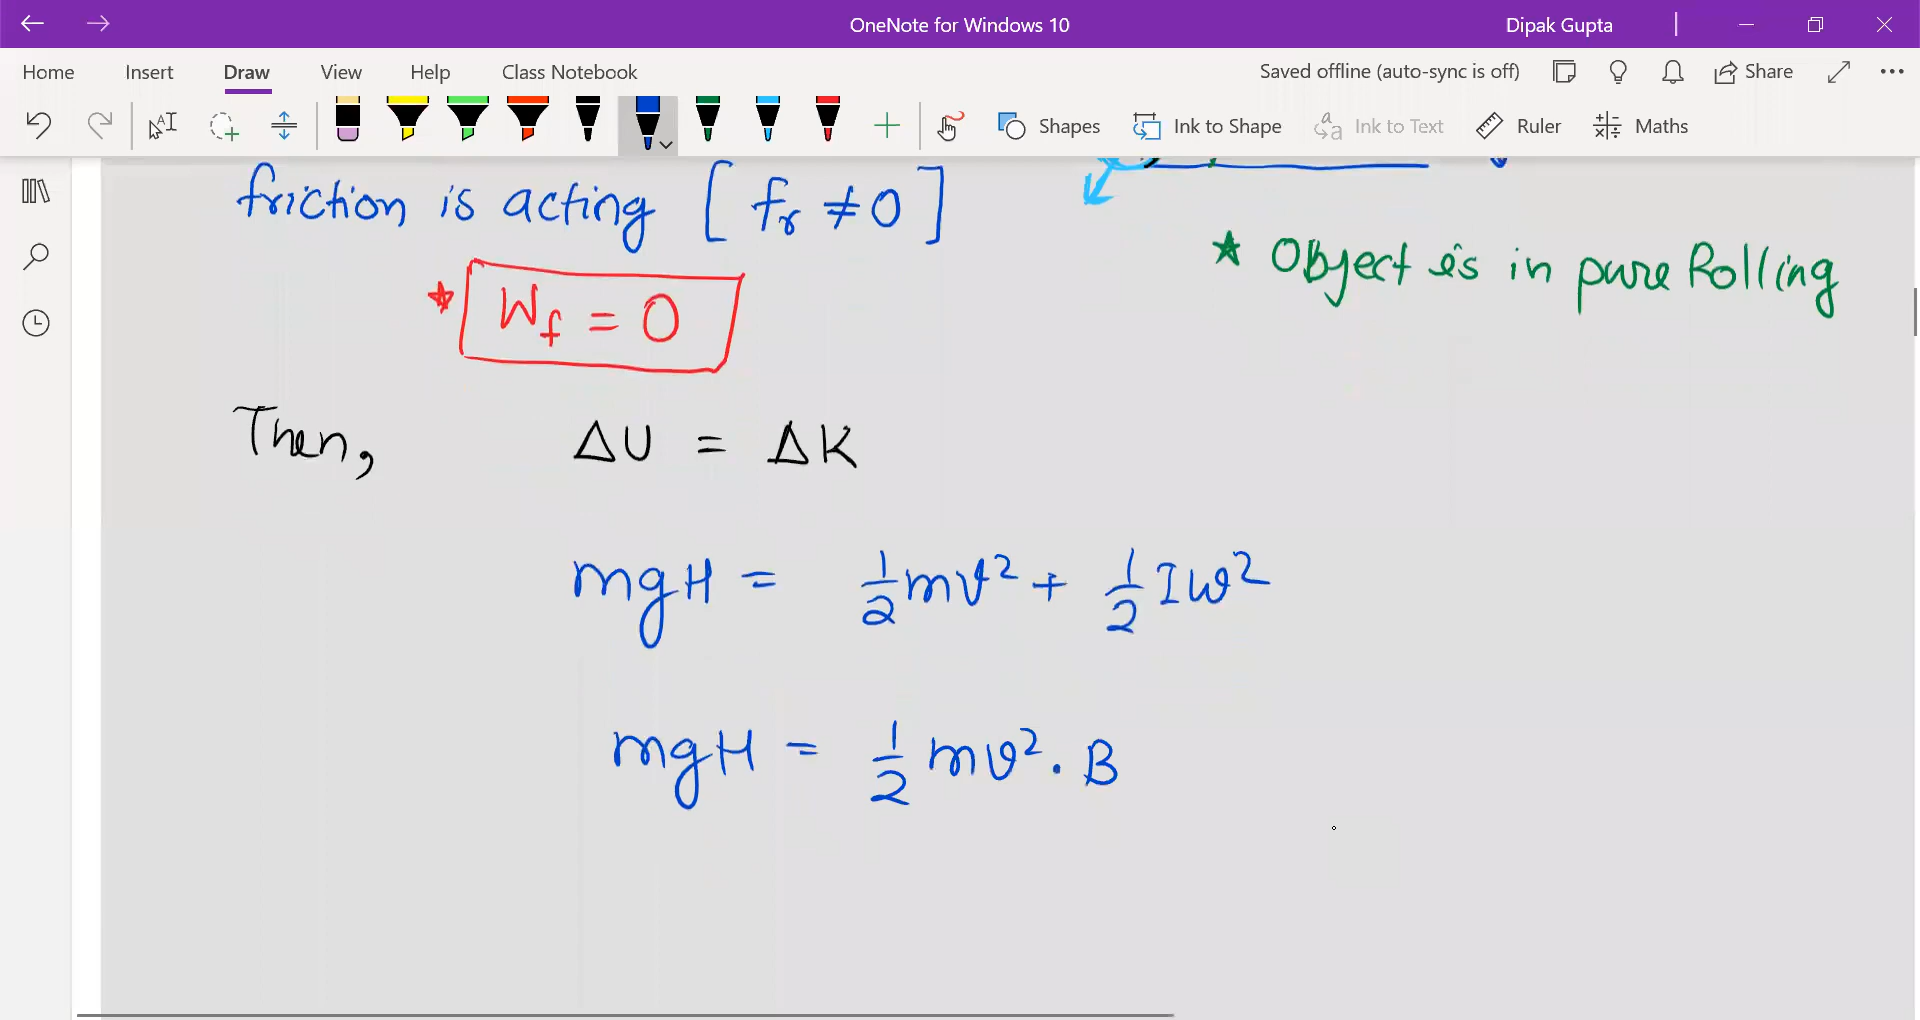 OneNote for Windows 10
Dipak Gupta
Home Insert Draw View Help Class Notebook
Saved offline (auto-sync is off) Share
Shapes Ink to Shape Ink to Text Ruler Maths
friction is acting [ fr ≠ 0 ]
★ Object is in pure Rolling
★ Wf = 0
Then, ΔU = ΔK
mgH = 1/2 mv² + 1/2 Iω²
mgH = 1/2 mv² . B